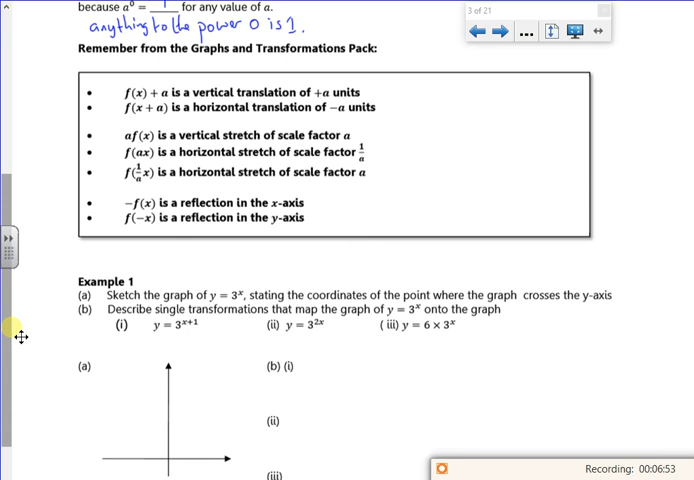 because a⁰ = 1 for any value of a.
anything to the power 0 is 1.
Remember from the Graphs and Transformations Pack:
• f(x) + a is a vertical translation of +a units
• f(x + a) is a horizontal translation of −a units
• af(x) is a vertical stretch of scale factor a
• f(ax) is a horizontal stretch of scale factor 1/a
• f(1/a x) is a horizontal stretch of scale factor a
• −f(x) is a reflection in the x-axis
• f(−x) is a reflection in the y-axis
Example 1
(a) Sketch the graph of y = 3ˣ, stating the coordinates of the point where the graph crosses the y-axis
(b) Describe single transformations that map the graph of y = 3ˣ onto the graph
(i) y = 3ˣ⁺¹ (ii) y = 3²ˣ (iii) y = 6 × 3ˣ
(a) (b) (i)
(ii)
(iii)
3 of 21
Recording: 00:06:53